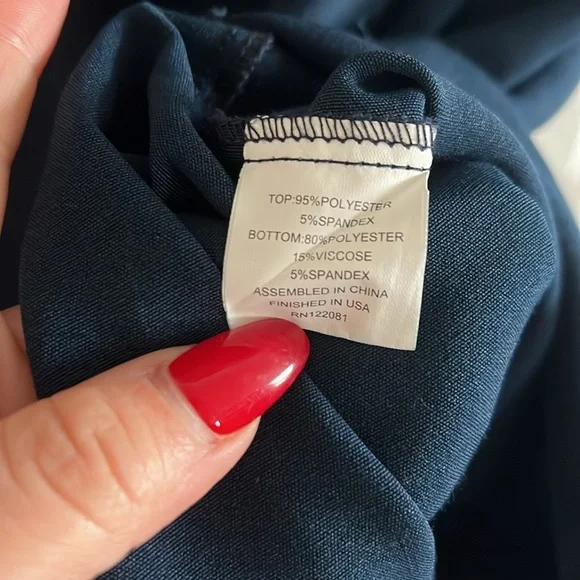 TOP:95%POLYESTER
5%SPANDEX
BOTTOM:80%POLYESTER
15%VISCOSE
5%SPANDEX
ASSEMBLED IN CHINA
FINISHED IN USA
RN122081